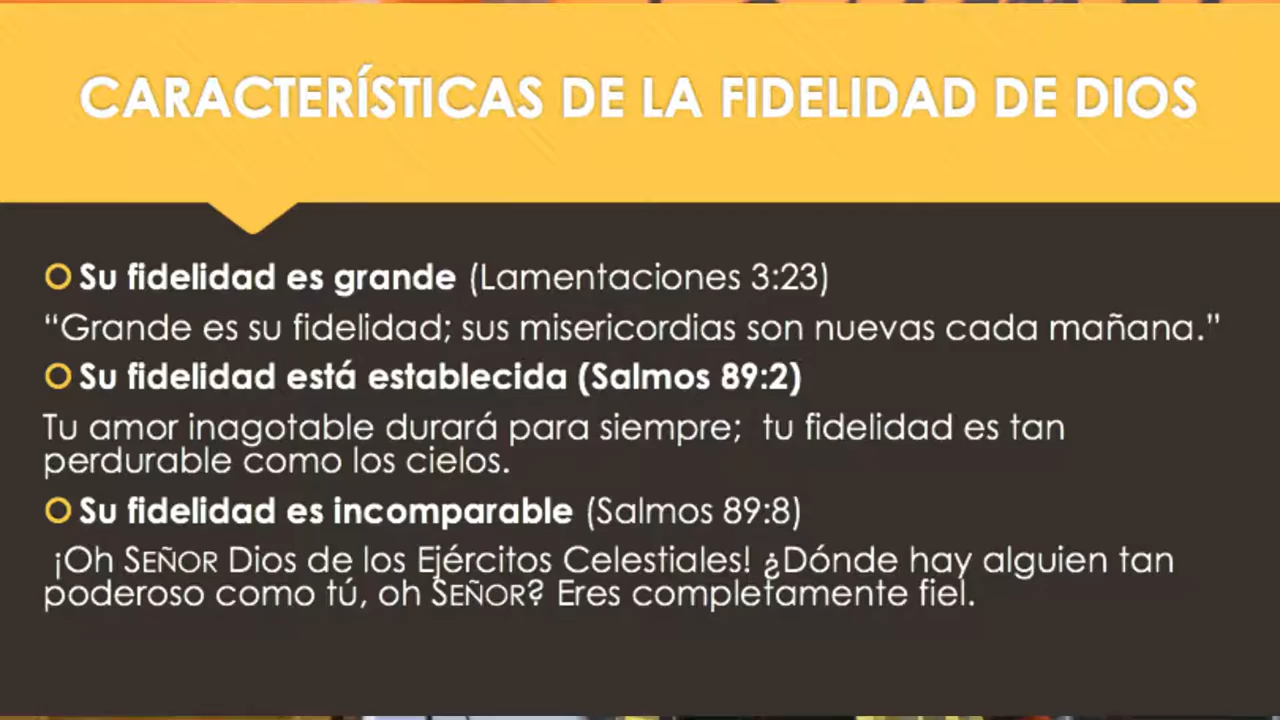 CARACTERÍSTICAS DE LA FIDELIDAD DE DIOS
Su fidelidad es grande (Lamentaciones 3:23)
“Grande es su fidelidad; sus misericordias son nuevas cada mañana.”
Su fidelidad está establecida (Salmos 89:2)
Tu amor inagotable durará para siempre;  tu fidelidad es tan
perdurable como los cielos.
Su fidelidad es incomparable (Salmos 89:8)
¡Oh SEÑOR Dios de los Ejércitos Celestiales! ¿Dónde hay alguien tan
poderoso como tú, oh SEÑOR? Eres completamente fiel.